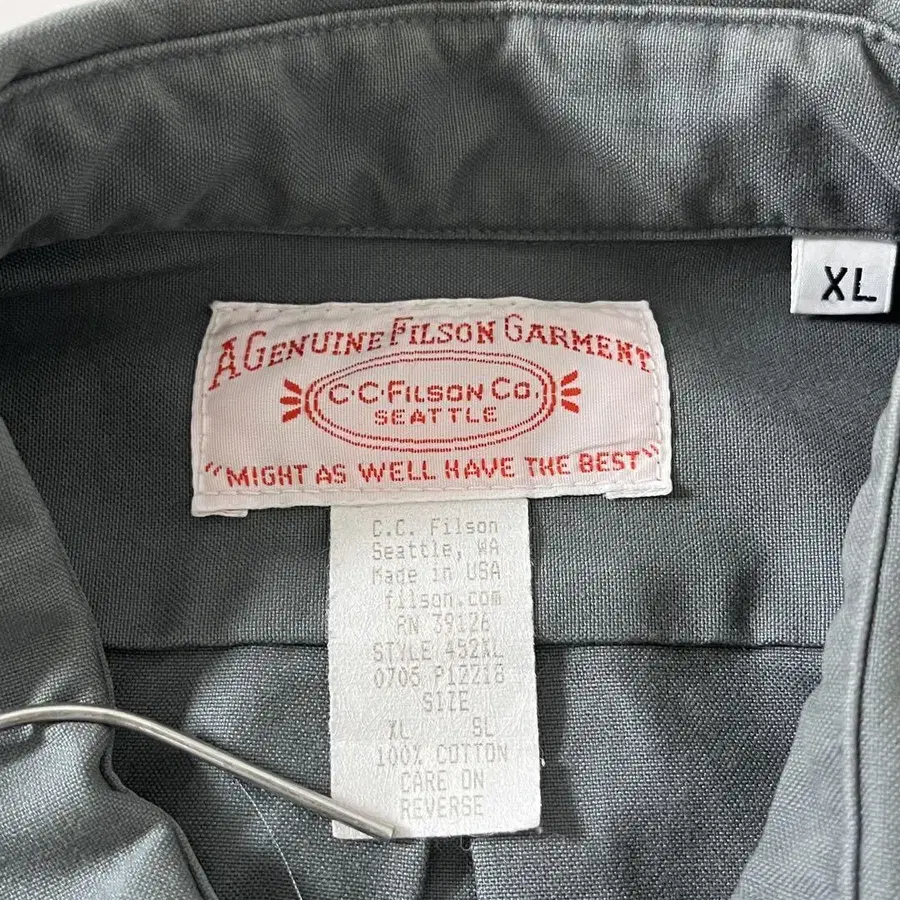 XL
A GENUINE FILSON GARMENT
C.C. FILSON CO.
SEATTLE
"MIGHT AS WELL HAVE THE BEST"
C.C. Filson
Seattle, WA
Made in USA
filson.com
RN 39126
STYLE 452XL
0705 P12218
SIZE
XL SL
100% COTTON
CARE ON
REVERSE